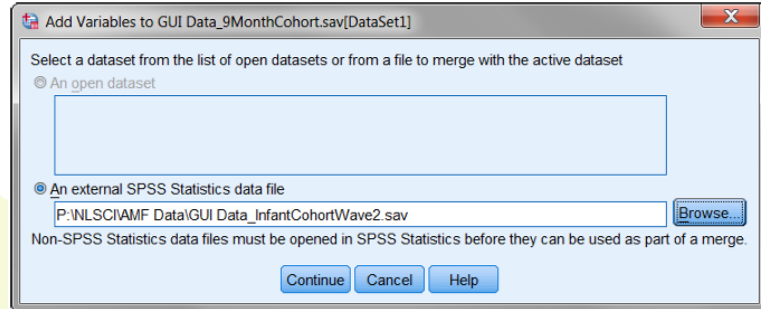 Add Variables to GUI Data_9MonthCohort.sav[DataSet1]
X
Select a dataset from the list of open datasets or from a file to merge with the active dataset
An open dataset
An external SPSS Statistics data file
P:\NLSCI\AMF Data\GUI Data_InfantCohortWave2.sav
Browse...
Non-SPSS Statistics data files must be opened in SPSS Statistics before they can be used as part of a merge.
Continue Cancel Help